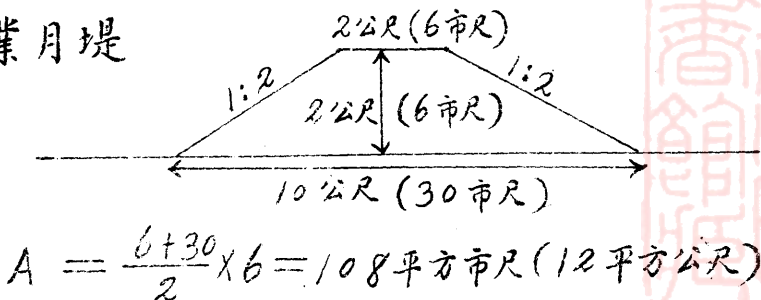 業月堤
2公尺(6市尺)
1:2
1:2
2公尺(6市尺)
10公尺(30市尺)
A = (6+30)/2 × 6 = 108平方市尺(12平方公尺)
書館